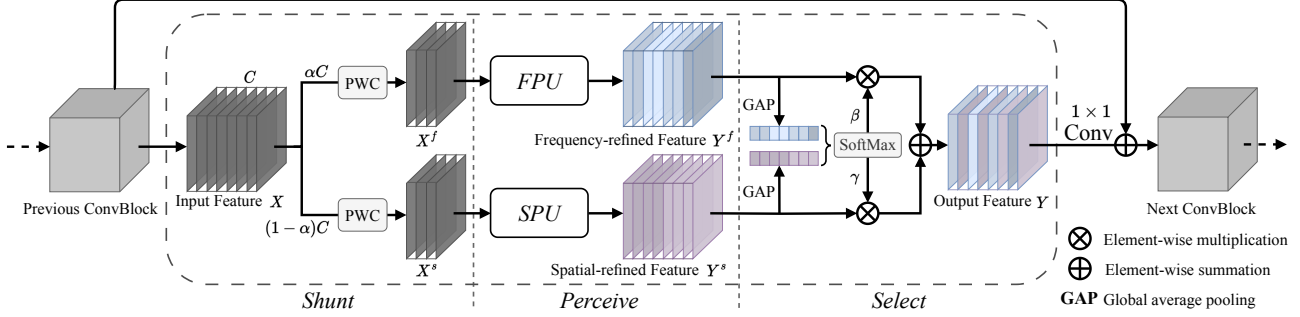 Previous ConvBlock
C
Input Feature X
αC
(1 − α)C
PWC
PWC
X^f
X^s
Shunt
FPU
SPU
Frequency-refined Feature Y^f
Spatial-refined Feature Y^s
Perceive
GAP
GAP
β
SoftMax
γ
Output Feature Y
Select
1 × 1
Conv
Next ConvBlock
Element-wise multiplication
Element-wise summation
GAP Global average pooling